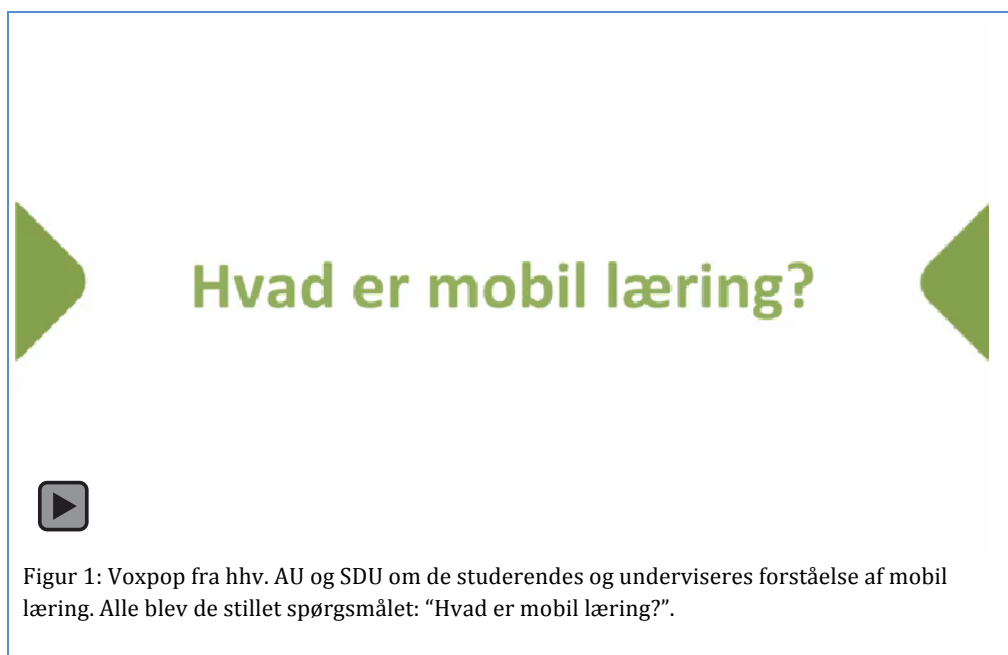 Hvad er mobil læring?
Figur 1: Voxpop fra hhv. AU og SDU om de studerendes og underviseres forståelse af mobil
læring. Alle blev de stillet spørgsmålet: “Hvad er mobil læring?”.